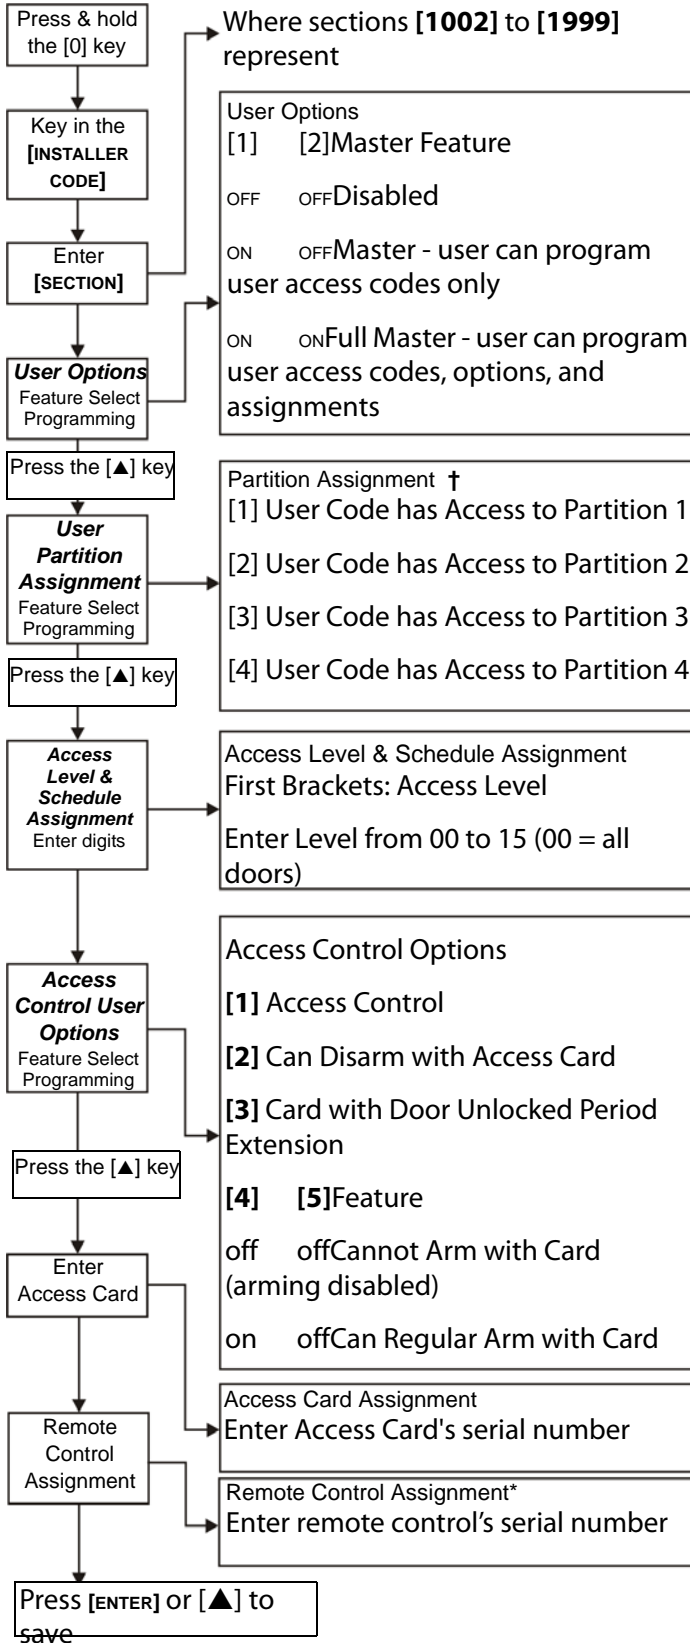 Press & hold
the [0] key
Where sections [1002] to [1999]
represent
Key in the
[INSTALLER
CODE]
Enter
[SECTION]
User Options
[1] [2]Master Feature
OFF OFFDisabled
ON OFFMaster - user can program
user access codes only
ON ONFull Master - user can program
user access codes, options, and
assignments
User Options
Feature Select
Programming
Press the [▲] key
User
Partition
Assignment
Feature Select
Programming
Partition Assignment †
[1] User Code has Access to Partition 1
[2] User Code has Access to Partition 2
[3] User Code has Access to Partition 3
[4] User Code has Access to Partition 4
Press the [▲] key
Access
Level &
Schedule
Assignment
Enter digits
Access Level & Schedule Assignment
First Brackets: Access Level
Enter Level from 00 to 15 (00 = all
doors)
Access
Control User
Options
Feature Select
Programming
Access Control Options
[1] Access Control
[2] Can Disarm with Access Card
[3] Card with Door Unlocked Period
Extension
[4] [5]Feature
off offCannot Arm with Card
(arming disabled)
on offCan Regular Arm with Card
Press the [▲] key
Enter
Access Card
Access Card Assignment
Enter Access Card's serial number
Remote
Control
Assignment
Remote Control Assignment*
Enter remote control's serial number
Press [ENTER] or [▲] to
save